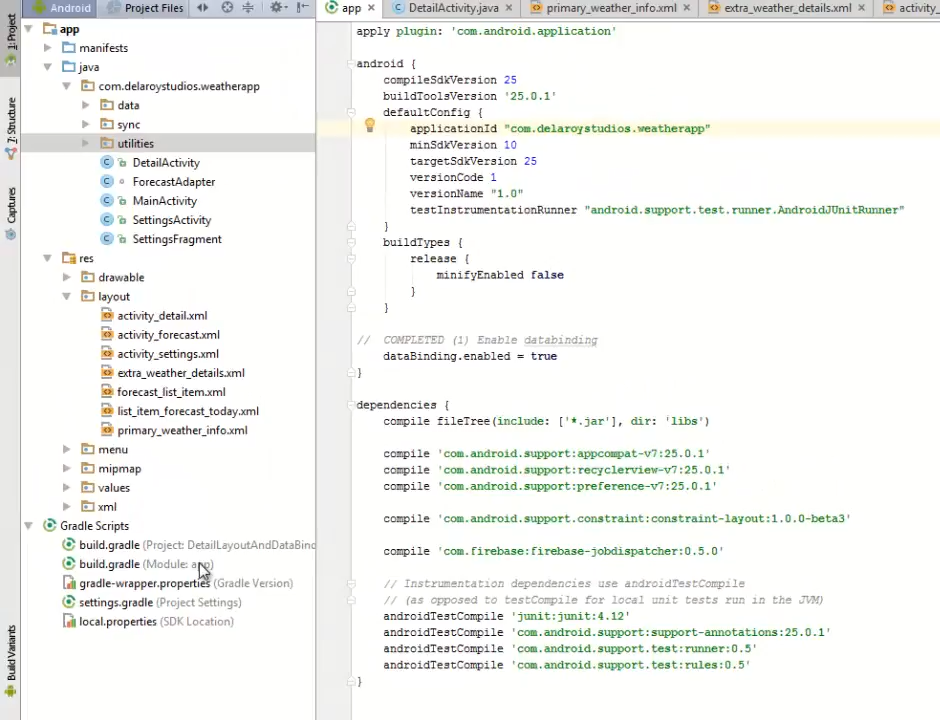 Android
Project Files
1: Project
7: Structure
Captures
Build Variants
app
manifests
java
com.delaroystudios.weatherapp
data
sync
utilities
DetailActivity
ForecastAdapter
MainActivity
SettingsActivity
SettingsFragment
res
drawable
layout
activity_detail.xml
activity_forecast.xml
activity_settings.xml
extra_weather_details.xml
forecast_list_item.xml
list_item_forecast_today.xml
primary_weather_info.xml
menu
mipmap
values
xml
Gradle Scripts
build.gradle (Project: DetailLayoutAndDataBind
build.gradle (Module: app)
gradle-wrapper.properties (Gradle Version)
settings.gradle (Project Settings)
local.properties (SDK Location)
app
DetailActivity.java
primary_weather_info.xml
extra_weather_details.xml
activity_
apply plugin: 'com.android.application'
android {
compileSdkVersion 25
buildToolsVersion '25.0.1'
defaultConfig {
applicationId "com.delaroystudios.weatherapp"
minSdkVersion 10
targetSdkVersion 25
versionCode 1
versionName "1.0"
testInstrumentationRunner "android.support.test.runner.AndroidJUnitRunner"
}
buildTypes {
release {
minifyEnabled false
}
}
// COMPLETED (1) Enable databinding
dataBinding.enabled = true
}
dependencies {
compile fileTree(include: ['*.jar'], dir: 'libs')
compile 'com.android.support:appcompat-v7:25.0.1'
compile 'com.android.support:recyclerview-v7:25.0.1'
compile 'com.android.support:preference-v7:25.0.1'
compile 'com.android.support.constraint:constraint-layout:1.0.0-beta3'
compile 'com.firebase:firebase-jobdispatcher:0.5.0'
// Instrumentation dependencies use androidTestCompile
// (as opposed to testCompile for local unit tests run in the JVM)
androidTestCompile 'junit:junit:4.12'
androidTestCompile 'com.android.support:support-annotations:25.0.1'
androidTestCompile 'com.android.support.test:runner:0.5'
androidTestCompile 'com.android.support.test:rules:0.5'
}